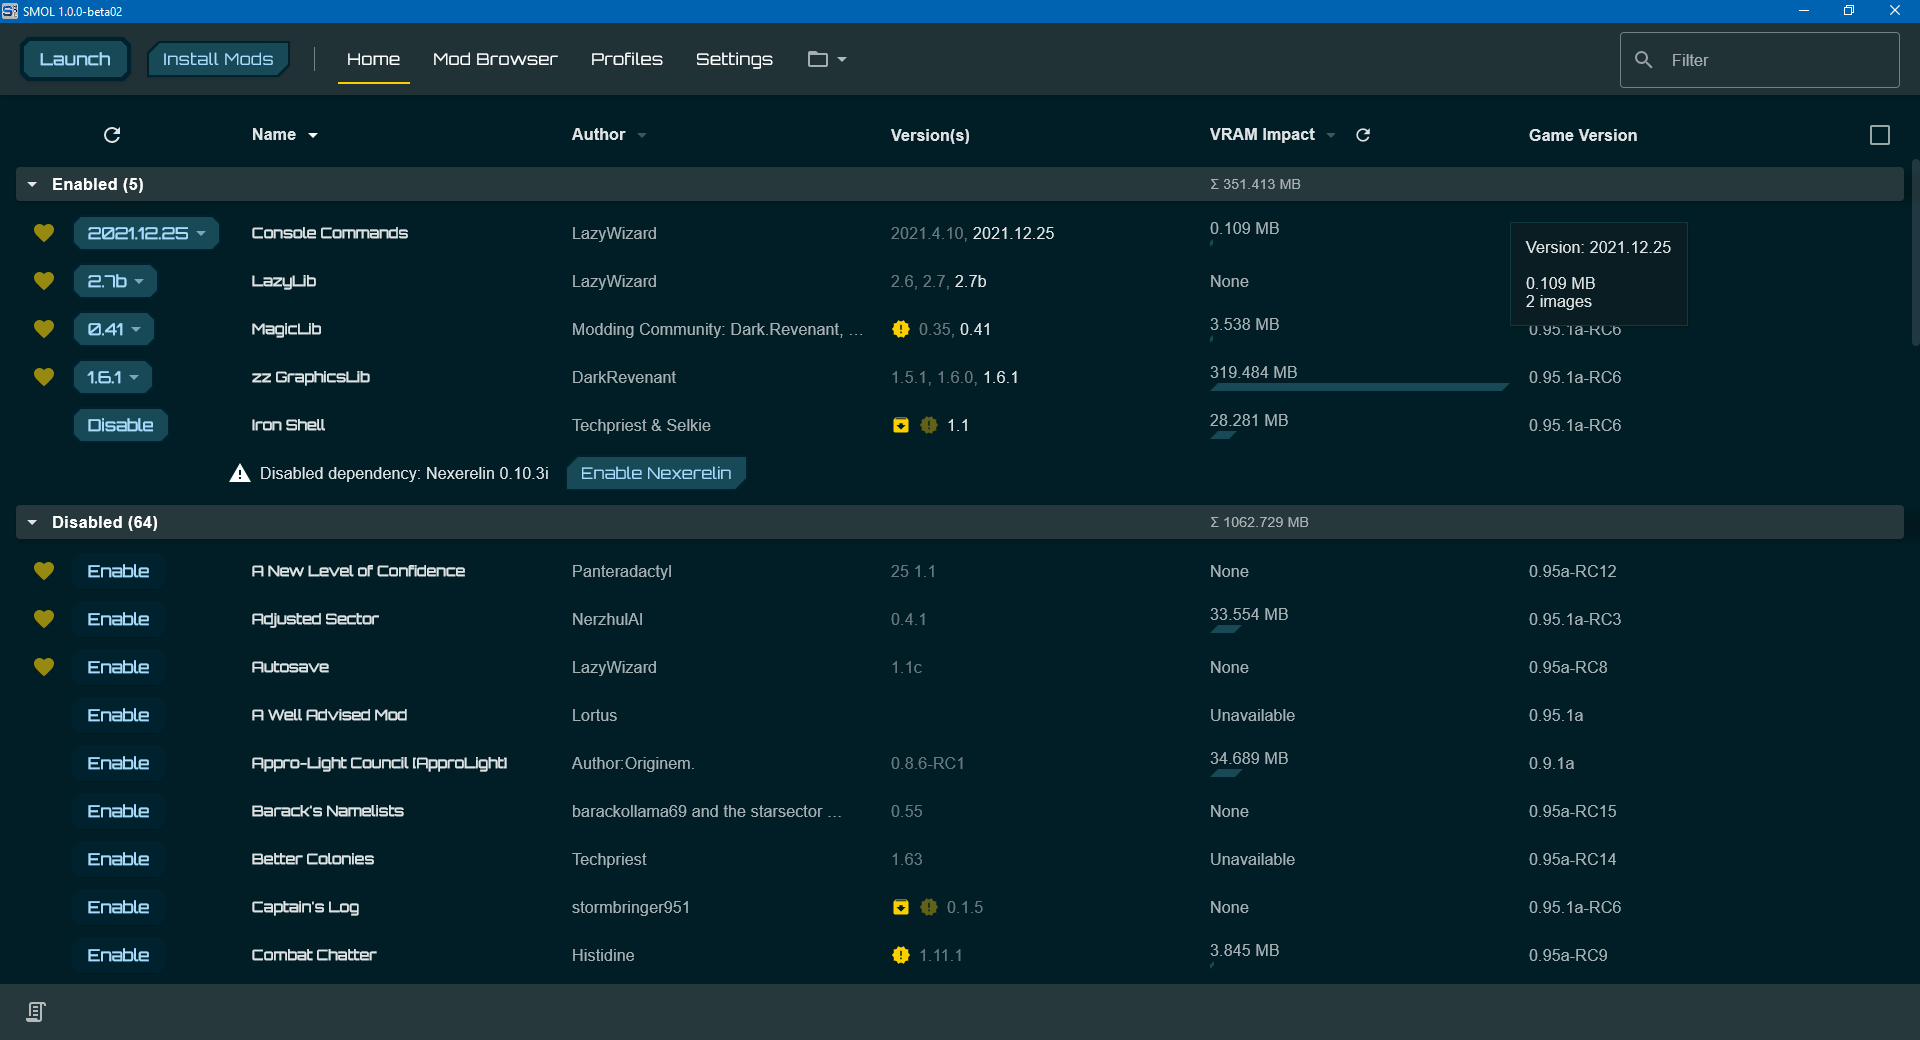 SMOL 1.0.0-beta02
Launch Install Mods Home Mod Browser Profiles Settings Filter
Name Author Version(s) VRAM Impact Game Version
Enabled (5) Σ 351.413 MB
2021.12.25 Console Commands LazyWizard 2021.4.10, 2021.12.25 0.109 MB
Version: 2021.12.25
0.109 MB
2 images
2.7b LazyLib LazyWizard 2.6, 2.7, 2.7b None
0.41 MagicLib Modding Community: Dark.Revenant, ... 0.35, 0.41 3.538 MB 0.95.1a-RC6
1.6.1 zz GraphicsLib DarkRevenant 1.5.1, 1.6.0, 1.6.1 319.484 MB 0.95.1a-RC6
Disable Iron Shell Techpriest & Selkie 1.1 28.281 MB 0.95.1a-RC6
Disabled dependency: Nexerelin 0.10.3i Enable Nexerelin
Disabled (64) Σ 1062.729 MB
Enable A New Level of Confidence Panteradactyl 25 1.1 None 0.95a-RC12
Enable Adjusted Sector NerzhulAI 0.4.1 33.554 MB 0.95.1a-RC3
Enable Autosave LazyWizard 1.1c None 0.95a-RC8
Enable A Well Advised Mod Lortus Unavailable 0.95.1a
Enable Appro-Light Council [ApproLight] Author:Originem. 0.8.6-RC1 34.689 MB 0.9.1a
Enable Barack's Namelists barackollama69 and the starsector ... 0.55 None 0.95a-RC15
Enable Better Colonies Techpriest 1.63 Unavailable 0.95a-RC14
Enable Captain's Log stormbringer951 0.1.5 None 0.95.1a-RC6
Enable Combat Chatter Histidine 1.11.1 3.845 MB 0.95a-RC9